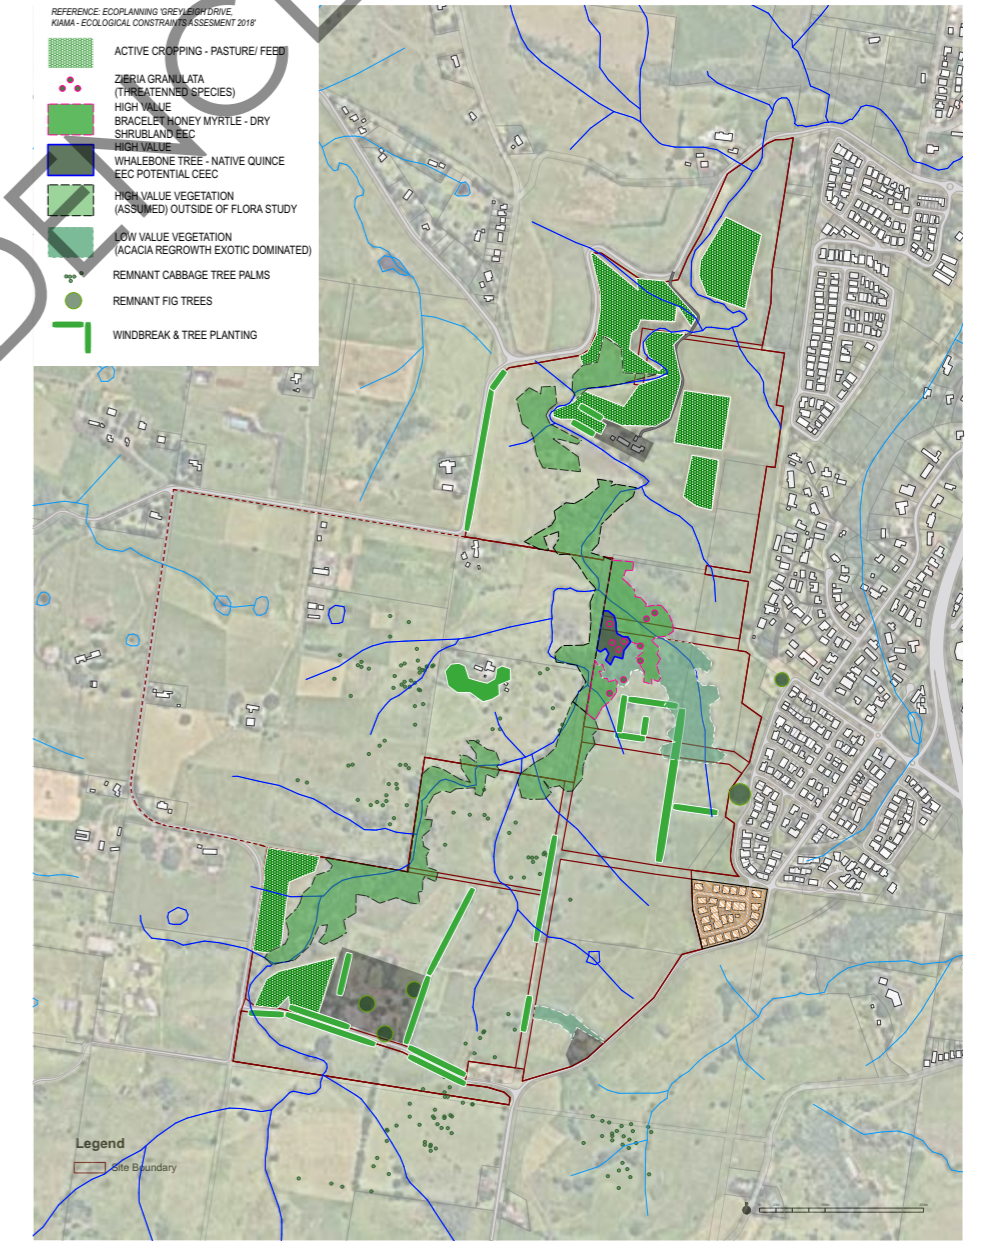 REFERENCE: ECOPLANNING 'GREYLEIGH DRIVE,
KIAMA - ECOLOGICAL CONSTRAINTS ASSESMENT 2018'
ACTIVE CROPPING - PASTURE/ FEED
ZIERIA GRANULATA
(THREATENNED SPECIES)
HIGH VALUE
BRACELET HONEY MYRTLE - DRY
SHRUBLAND EEC
HIGH VALUE
WHALEBONE TREE - NATIVE QUINCE
EEC POTENTIAL CEEC
HIGH VALUE VEGETATION
(ASSUMED) OUTSIDE OF FLORA STUDY
LOW VALUE VEGETATION
(ACACIA REGROWTH EXOTIC DOMINATED)
REMNANT CABBAGE TREE PALMS
REMNANT FIG TREES
WINDBREAK & TREE PLANTING
Legend
Site Boundary